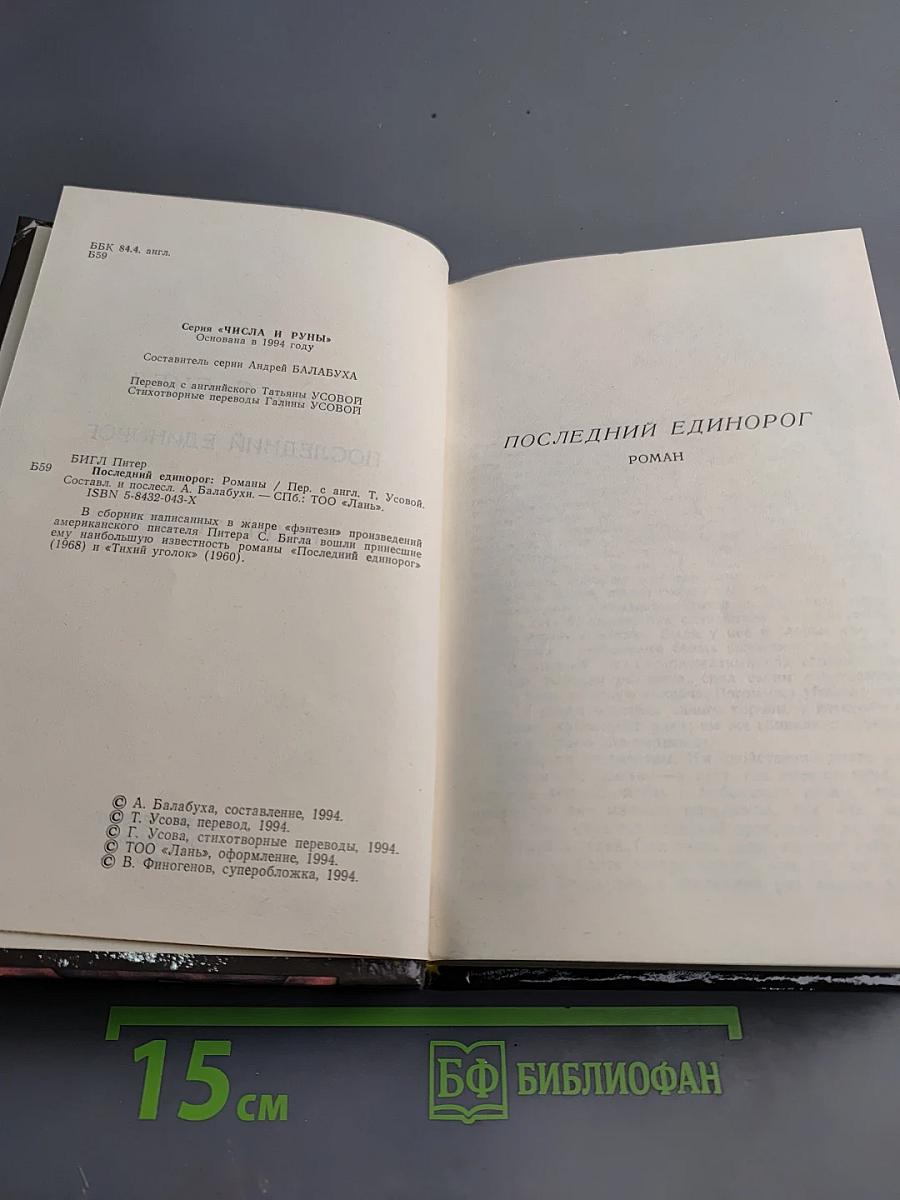 ББК 84.4. англ.
Б59
Серия «ЧИСЛА И РУНЫ»
Основана в 1994 году
Составитель серии Андрей БАЛАБУХА
Перевод с английского Татьяны УСОВОЙ
Стихотворные переводы Галины УСОВОЙ
БИГЛ Питер
Б59 Последний единорог: Романы / Пер. с англ. Т. Усовой.
Составл. и послесл. А. Балабухи. — СПб.: ТОО «Лань».
ISBN 5-8432-043-X
В сборник написанных в жанре «фэнтези» произведений
американского писателя Питера С. Бигла вошли принесшие
ему наибольшую известность романы «Последний единорог»
(1968) и «Тихий уголок» (1960).
© А. Балабуха, составление, 1994.
© Т. Усова, перевод, 1994.
© Г. Усова, стихотворные переводы, 1994.
© ТОО «Лань», оформление, 1994.
© В. Финогенов, суперобложка, 1994.
ПОСЛЕДНИЙ ЕДИНОРОГ
РОМАН
15 см
БФ БИБЛИОФАН